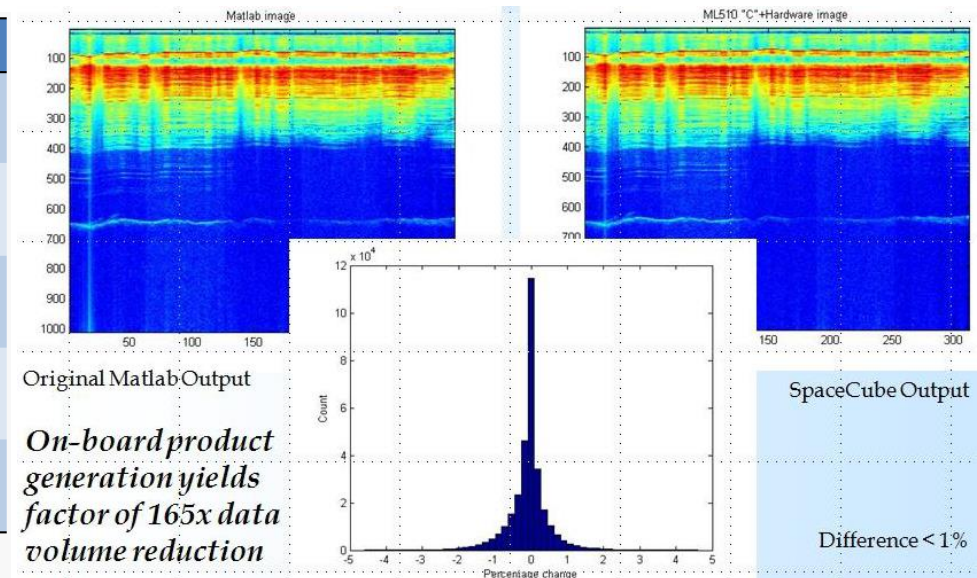 Matlab image
100
200
300
400
500
600
700
800
900
1000
50
150
ML510 "C"+Hardware image
100
200
300
400
500
600
700
150
200
250
300
x 10^4
12
10
8
6
4
2
0
Count
-5 -4 -3 -2 -1 0 1 2 3 4 5
Percentage change
Original Matlab Output
On-board product
generation yields
factor of 165x data
volume reduction
SpaceCube Output
Difference < 1%